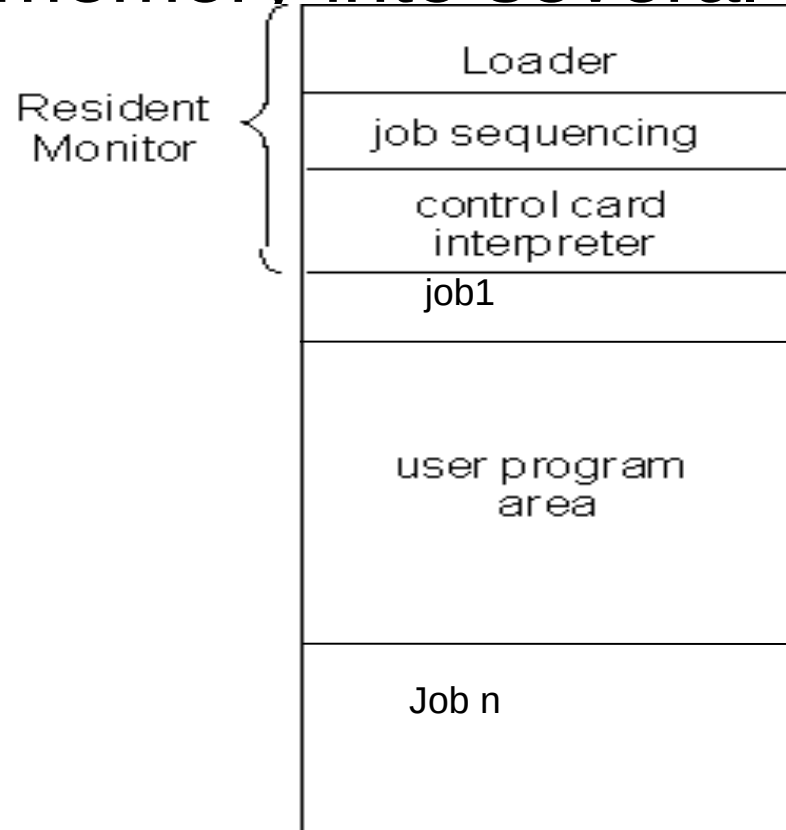 Loader
Resident
Monitor
job sequencing
control card
interpreter
job1
user program
area
Job n